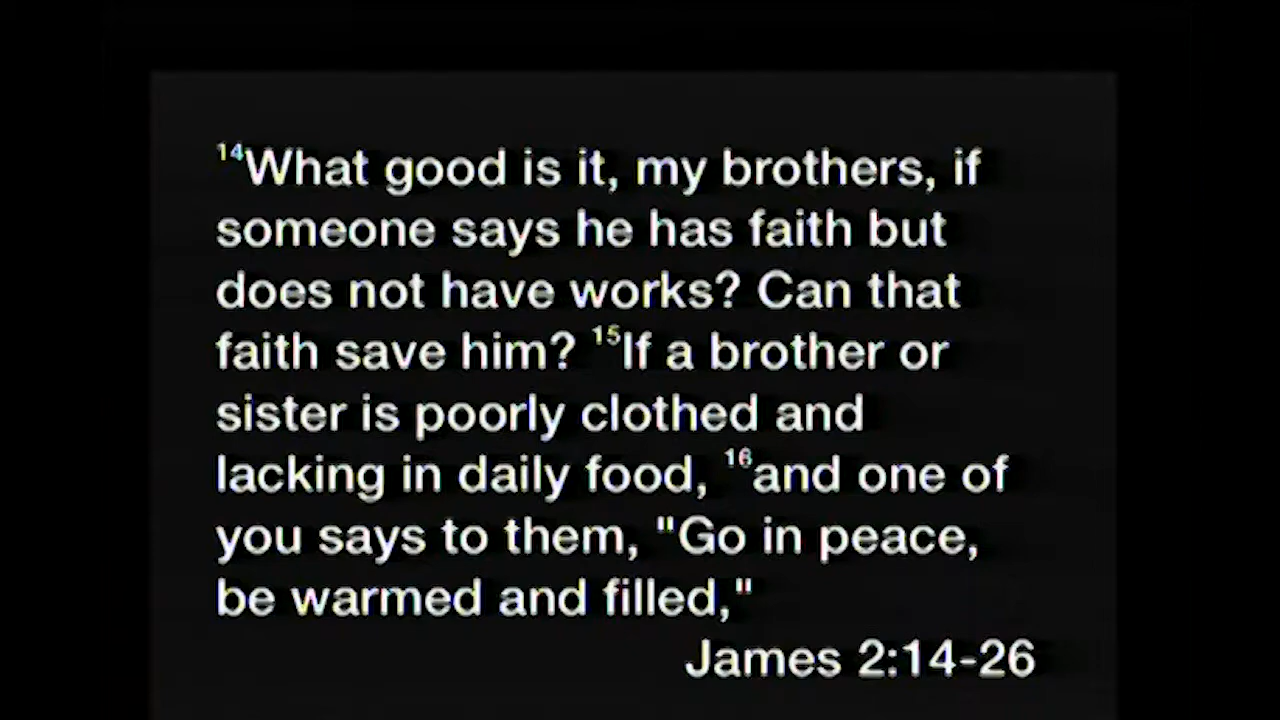 ¹⁴What good is it, my brothers, if
someone says he has faith but
does not have works? Can that
faith save him? ¹⁵If a brother or
sister is poorly clothed and
lacking in daily food, ¹⁶and one of
you says to them, "Go in peace,
be warmed and filled,"
James 2:14-26